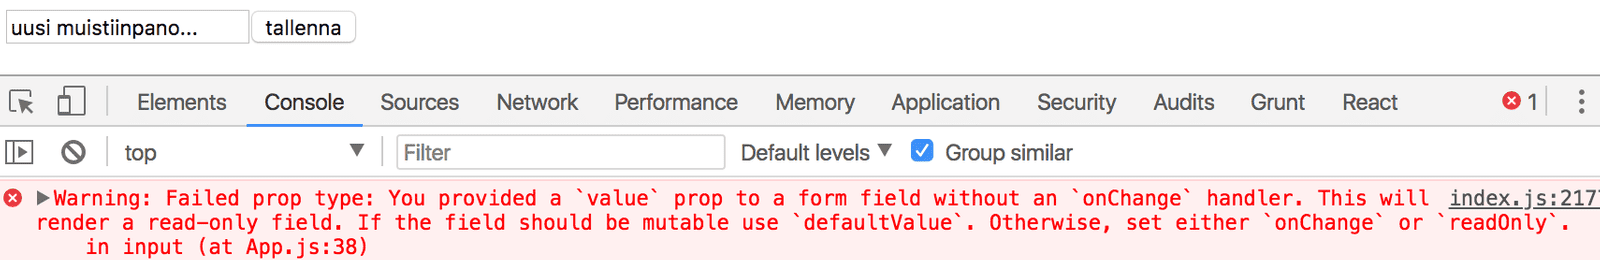 uusi muistiinpano... tallenna
Elements Console Sources Network Performance Memory Application Security Audits Grunt React 1
top Filter Default levels Group similar
Warning: Failed prop type: You provided a `value` prop to a form field without an `onChange` handler. This will index.js:217
render a read-only field. If the field should be mutable use `defaultValue`. Otherwise, set either `onChange` or `readOnly`.
in input (at App.js:38)